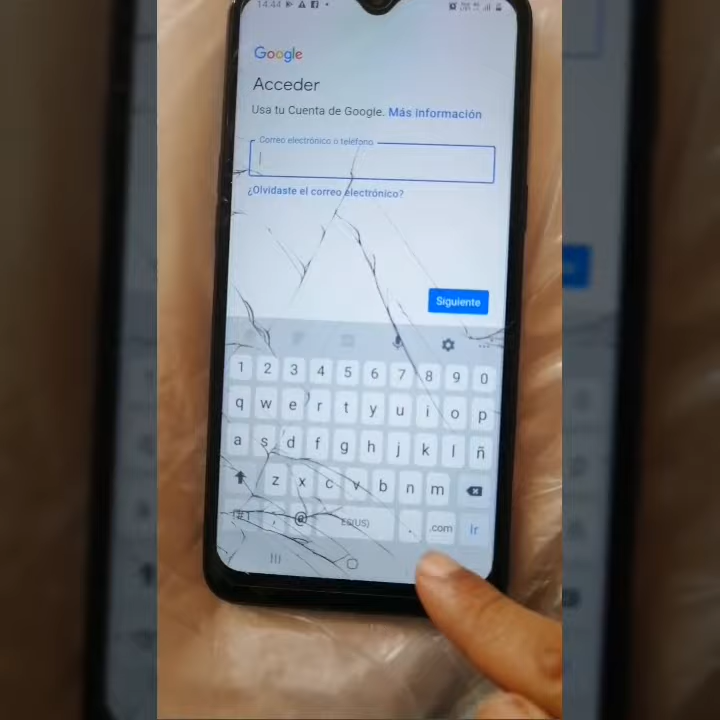 14:44
Google
Acceder
Usa tu Cuenta de Google. Más información
Correo electrónico o teléfono
¿Olvidaste el correo electrónico?
Siguiente
1 2 3 4 5 6 7 8 9 0
q w e r t y u i o p
a s d f g h j k l ñ
z x c v b n m
!#1 , @ ES(US) . .com Ir